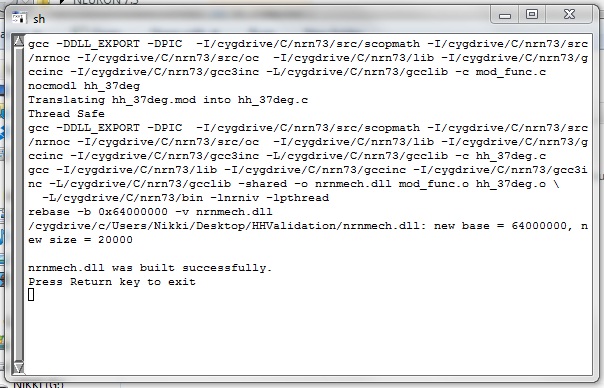 NEURON 7.3
sh
gcc -DDLL_EXPORT -DPIC  -I/cygdrive/C/nrn73/src/scopmath -I/cygdrive/C/nrn73/src
/nrnoc -I/cygdrive/C/nrn73/src/oc  -I/cygdrive/C/nrn73/lib -I/cygdrive/C/nrn73/g
ccinc -I/cygdrive/C/nrn73/gcc3inc -L/cygdrive/C/nrn73/gcclib -c mod_func.c
nocmodl hh_37deg
Translating hh_37deg.mod into hh_37deg.c
Thread Safe
gcc -DDLL_EXPORT -DPIC  -I/cygdrive/C/nrn73/src/scopmath -I/cygdrive/C/nrn73/src
/nrnoc -I/cygdrive/C/nrn73/src/oc  -I/cygdrive/C/nrn73/lib -I/cygdrive/C/nrn73/g
ccinc -I/cygdrive/C/nrn73/gcc3inc -L/cygdrive/C/nrn73/gcclib -c hh_37deg.c
gcc -I/cygdrive/C/nrn73/lib -I/cygdrive/C/nrn73/gccinc -I/cygdrive/C/nrn73/gcc3i
nc -L/cygdrive/C/nrn73/gcclib -shared -o nrnmech.dll mod_func.o hh_37deg.o \
  -L/cygdrive/C/nrn73/bin -lnrniv -lpthread
rebase -b 0x64000000 -v nrnmech.dll
/cygdrive/c/Users/Nikki/Desktop/HHValidation/nrnmech.dll: new base = 64000000, n
ew size = 20000
nrnmech.dll was built successfully.
Press Return key to exit